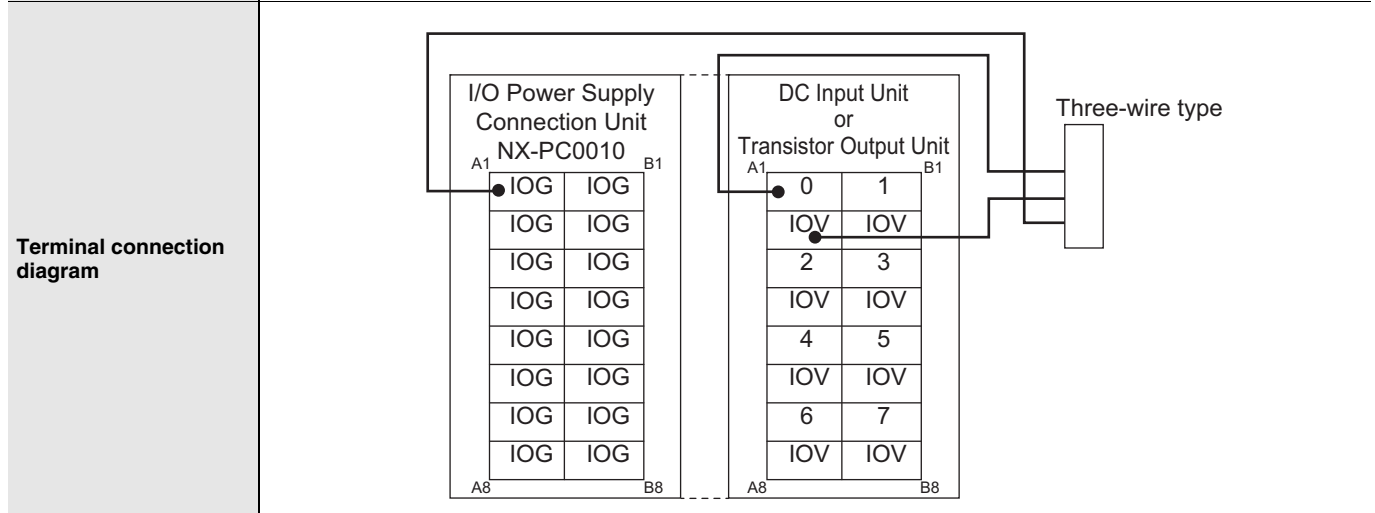 Terminal connection
diagram
I/O Power Supply
Connection Unit
NX-PC0010
A1
B1
IOG IOG
IOG IOG
IOG IOG
IOG IOG
IOG IOG
IOG IOG
IOG IOG
IOG IOG
A8
B8
DC Input Unit
or
Transistor Output Unit
A1
B1
0 1
IOV IOV
2 3
IOV IOV
4 5
IOV IOV
6 7
IOV IOV
A8
B8
Three-wire type